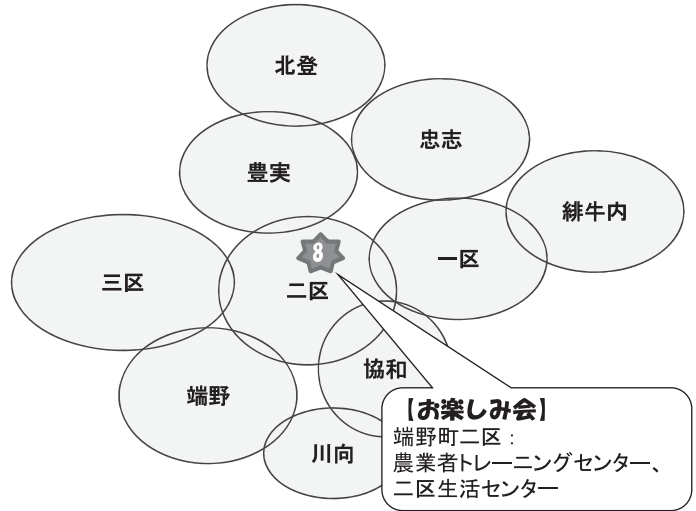 北登
忠志
豊実
緋牛内
一区
三区
8
二区
協和
端野
川向
【お楽しみ会】
端野町二区：
農業者トレーニングセンター、
二区生活センター